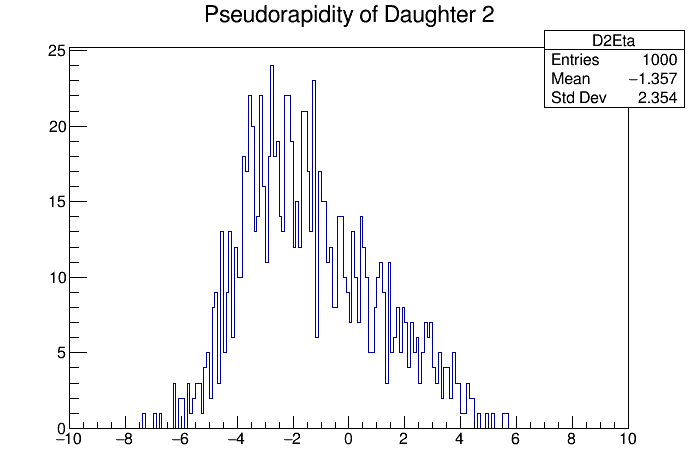 Pseudorapidity of Daughter 2
D2Eta
Entries 1000
Mean −1.357
Std Dev 2.354
25
20
15
10
5
0
−10 −8 −6 −4 −2 0 2 4 6 8 10